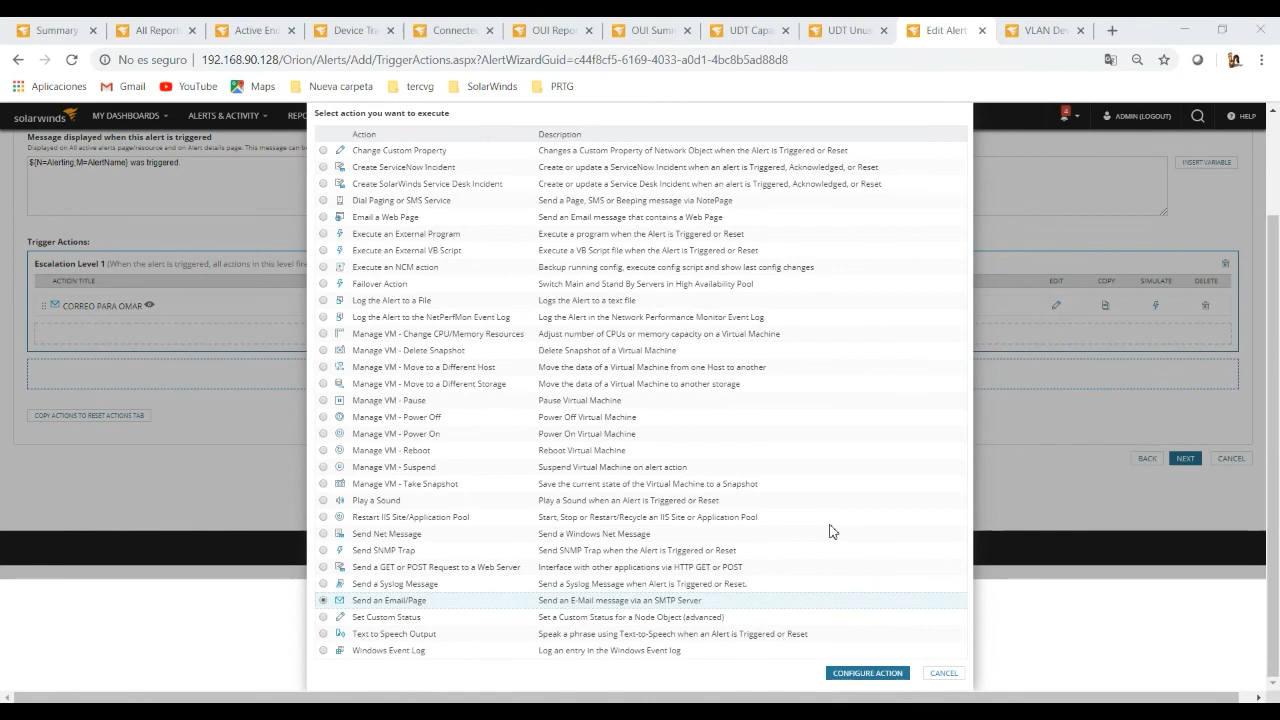 Summary
All Report
Active End
Device Tra
Connected
OUI Repor
OUI Sum
UDT Capa
UDT Unus
Edit Alert
VLAN Dev
No es seguro
192.168.90.128/Orion/Alerts/Add/TriggerActions.aspx?AlertWizardGuid=c44f8cf5-6169-4033-a0d1-4bc8b5ad88d8
Aplicaciones
Gmail
YouTube
Maps
Nueva carpeta
tercvg
SolarWinds
PRTG
solarwinds
MY DASHBOARDS
ALERTS & ACTIVITY
REPO
ADMIN (LOGOUT)
HELP
Message displayed when this alert is triggered
Displayed on All active alerts page/resource and on Alert details page. This message can be
${N=Alerting;M=AlertName} was triggered.
INSERT VARIABLE
Trigger Actions:
Escalation Level 1 (When the alert is triggered, all actions in this level fire
ACTION TITLE
EDIT
COPY
SIMULATE
DELETE
CORREO PARA OMAR
COPY ACTIONS TO RESET ACTIONS TAB
BACK
NEXT
CANCEL
Select action you want to execute
Action Description
Change Custom Property Changes a Custom Property of Network Object when the Alert is Triggered or Reset
Create ServiceNow Incident Create or update a ServiceNow Incident when an alert is Triggered, Acknowledged, or Reset
Create SolarWinds Service Desk Incident Create or update a Service Desk Incident when an alert is Triggered, Acknowledged, or Reset
Dial Paging or SMS Service Send a Page, SMS or Beeping message via NotePage
Email a Web Page Send an Email message that contains a Web Page
Execute an External Program Execute a program when the Alert is Triggered or Reset
Execute an External VB Script Execute a VB Script file when the Alert is Triggered or Reset
Execute an NCM action Backup running config, execute config script and show last config changes
Failover Action Switch Main and Stand By Servers in High Availability Pool
Log the Alert to a File Logs the Alert to a text file
Log the Alert to the NetPerfMon Event Log Log the Alert in the Network Performance Monitor Event Log
Manage VM - Change CPU/Memory Resources Adjust number of CPUs or memory capacity on a Virtual Machine
Manage VM - Delete Snapshot Delete Snapshot of a Virtual Machine
Manage VM - Move to a Different Host Move the data of a Virtual Machine from one Host to another
Manage VM - Move to a Different Storage Move the data of a Virtual Machine to another storage
Manage VM - Pause Pause Virtual Machine
Manage VM - Power Off Power Off Virtual Machine
Manage VM - Power On Power On Virtual Machine
Manage VM - Reboot Reboot Virtual Machine
Manage VM - Suspend Suspend Virtual Machine on alert action
Manage VM - Take Snapshot Save the current state of the Virtual Machine to a Snapshot
Play a Sound Play a Sound when an Alert is Triggered or Reset
Restart IIS Site/Application Pool Start, Stop or Restart/Recycle an IIS Site or Application Pool
Send Net Message Send a Windows Net Message
Send SNMP Trap Send SNMP Trap when the Alert is Triggered or Reset
Send a GET or POST Request to a Web Server Interface with other applications via HTTP GET or POST
Send a Syslog Message Send a Syslog Message when Alert is Triggered or Reset.
Send an Email/Page Send an E-Mail message via an SMTP Server
Set Custom Status Set a Custom Status for a Node Object (advanced)
Text to Speech Output Speak a phrase using Text-to-Speech when an Alert is Triggered or Reset
Windows Event Log Log an entry in the Windows Event log
CONFIGURE ACTION
CANCEL